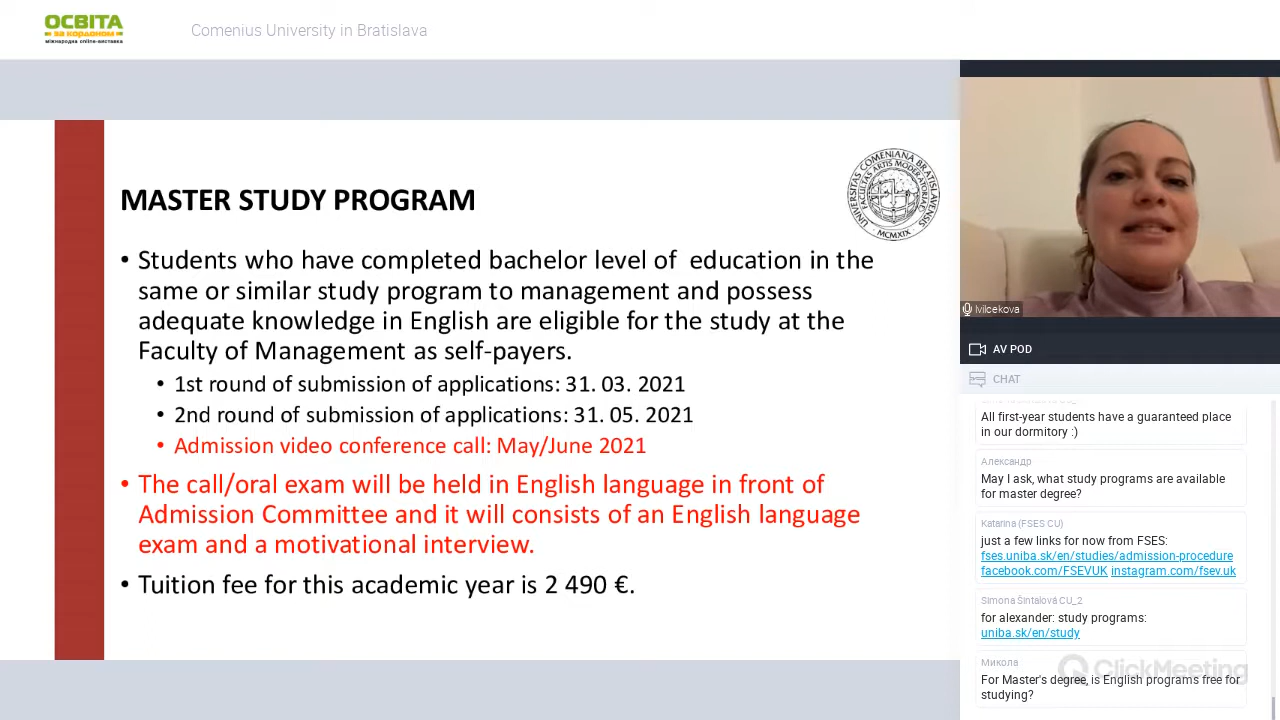 ОСВІТА
за кордоном
міжнародна online-виставка
Comenius University in Bratislava
UNIVERSITAS COMENIANA BRATISLAVENSIS
FACULTAS ARTIS MODERATORIAE
MCMXIX
MASTER STUDY PROGRAM
• Students who have completed bachelor level of education in the
same or similar study program to management and possess
adequate knowledge in English are eligible for the study at the
Faculty of Management as self-payers.
• 1st round of submission of applications: 31. 03. 2021
• 2nd round of submission of applications: 31. 05. 2021
• Admission video conference call: May/June 2021
• The call/oral exam will be held in English language in front of
Admission Committee and it will consists of an English language
exam and a motivational interview.
• Tuition fee for this academic year is 2 490 €.
lvilcekova
AV POD
CHAT
All first-year students have a guaranteed place
in our dormitory :)
Александр
May I ask, what study programs are available
for master degree?
Katarina (FSES CU)
just a few links for now from FSES:
fses.uniba.sk/en/studies/admission-procedure
facebook.com/FSEVUK instagram.com/fsev.uk
Simona Šintalová CU_2
for alexander: study programs:
uniba.sk/en/study
Микола
For Master's degree, is English programs free for
studying?
ClickMeeting